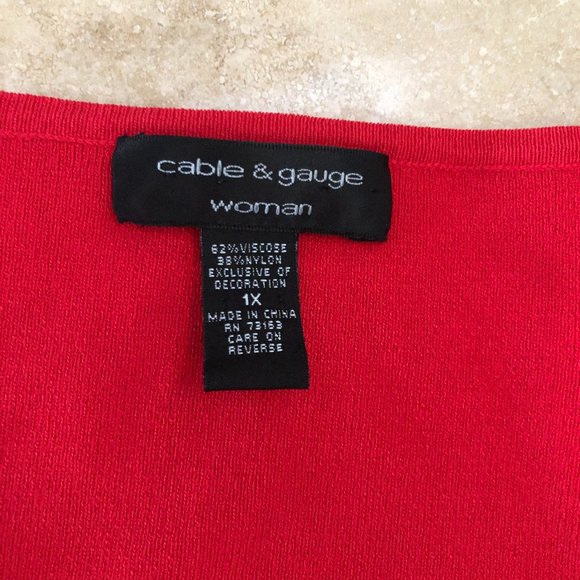 cable & gauge
woman
62%VISCOSE
38%NYLON
EXCLUSIVE OF
DECORATION
1X
MADE IN CHINA
RN 73163
CARE ON
REVERSE